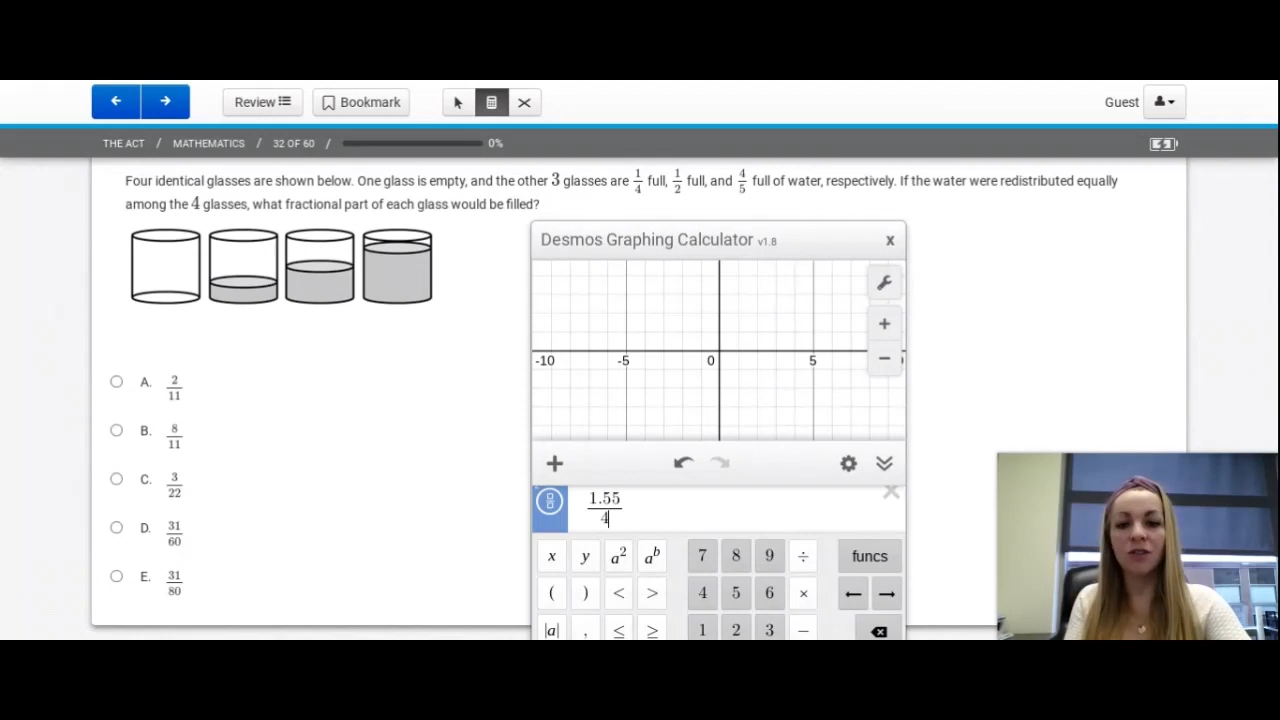 Review Bookmark Guest
THE ACT / MATHEMATICS / 32 OF 60 / 0%
Four identical glasses are shown below. One glass is empty, and the other 3 glasses are 1/4 full, 1/2 full, and 4/5 full of water, respectively. If the water were redistributed equally
among the 4 glasses, what fractional part of each glass would be filled?
Desmos Graphing Calculator v1.8 x
+
-10 -5 0 5
−
A. 2/11
B. 8/11
C. 3/22
D. 31/60
E. 31/80
+
1.55/4
x y a² aᵇ 7 8 9 ÷ funcs
( ) < > 4 5 6 × ← →
|a| , ≤ ≥ 1 2 3 −